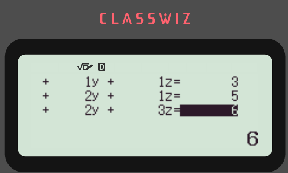 CLASSWIZ
√▱ D
+ 1y + 1z= 3
+ 2y + 1z= 5
+ 2y + 3z= 6
6